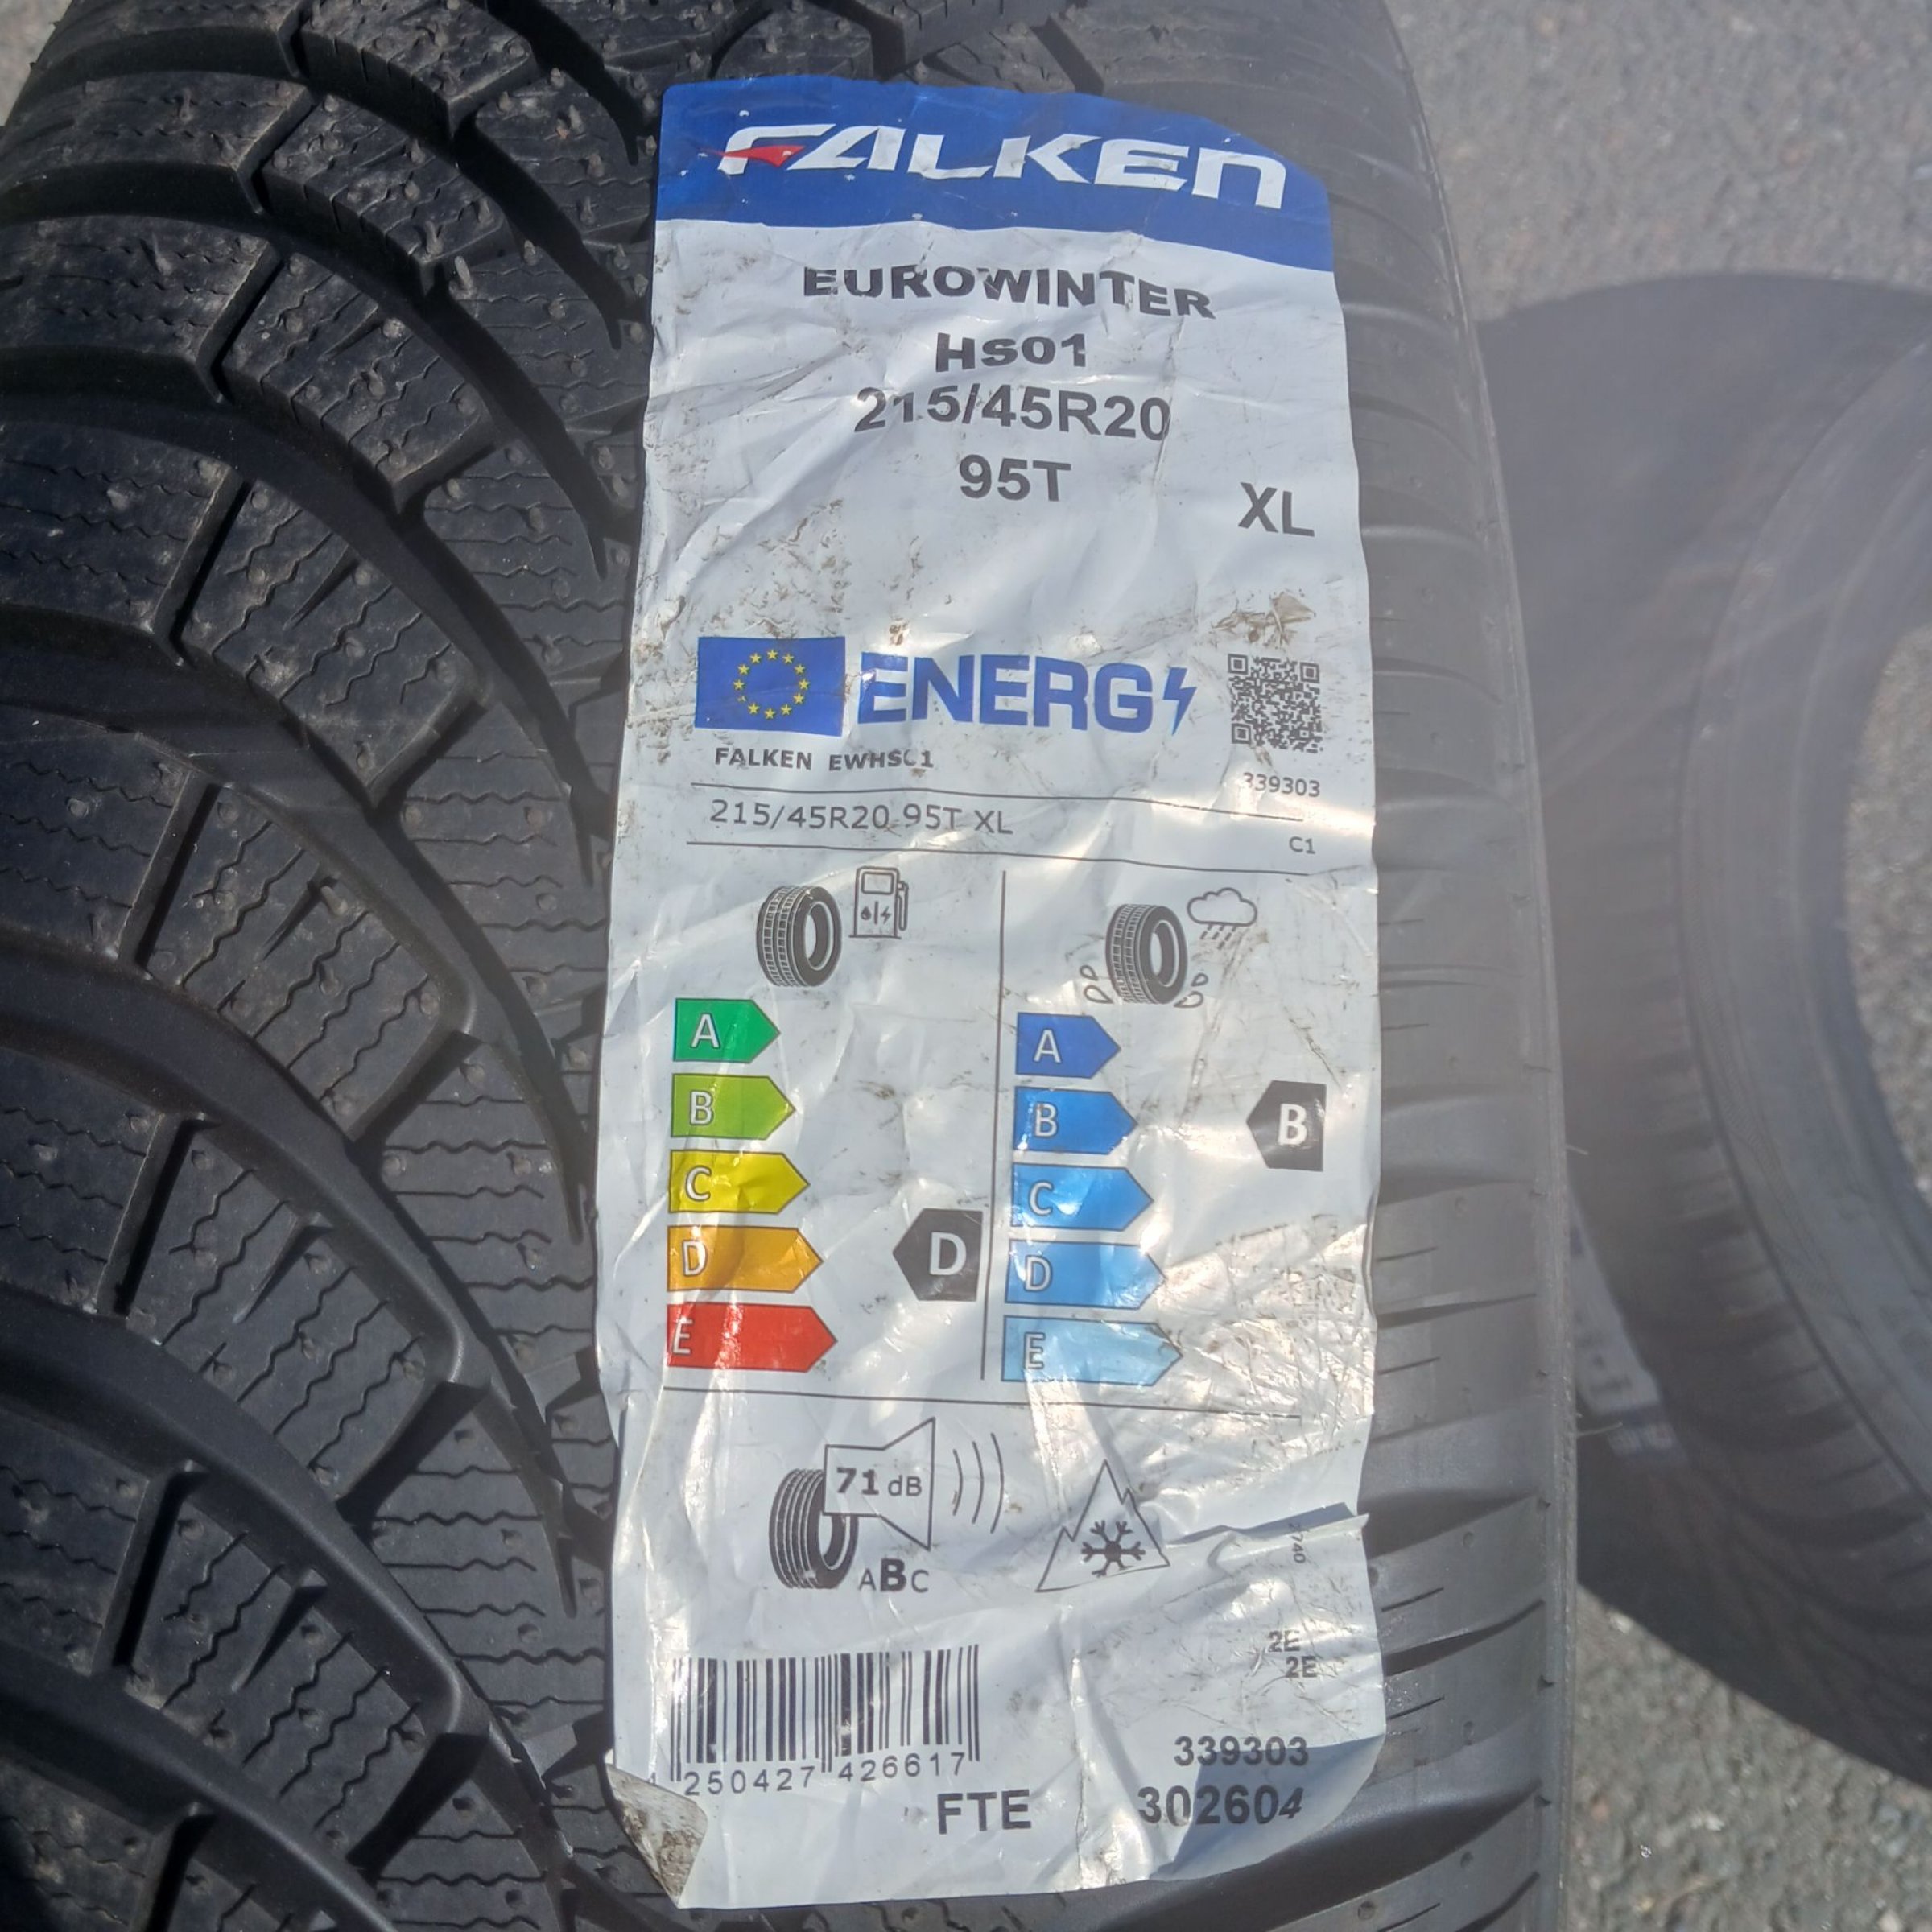 FALKEN
EUROWINTER
HS01
215/45R20
95T
XL
ENERG
FALKEN EWHS01
339303
215/45R20 95T XL
C1
A
B
C
D
E
D
A
B
C
D
E
B
71 dB
ABC
2E
2E
250427 426617
339303
FTE
302604